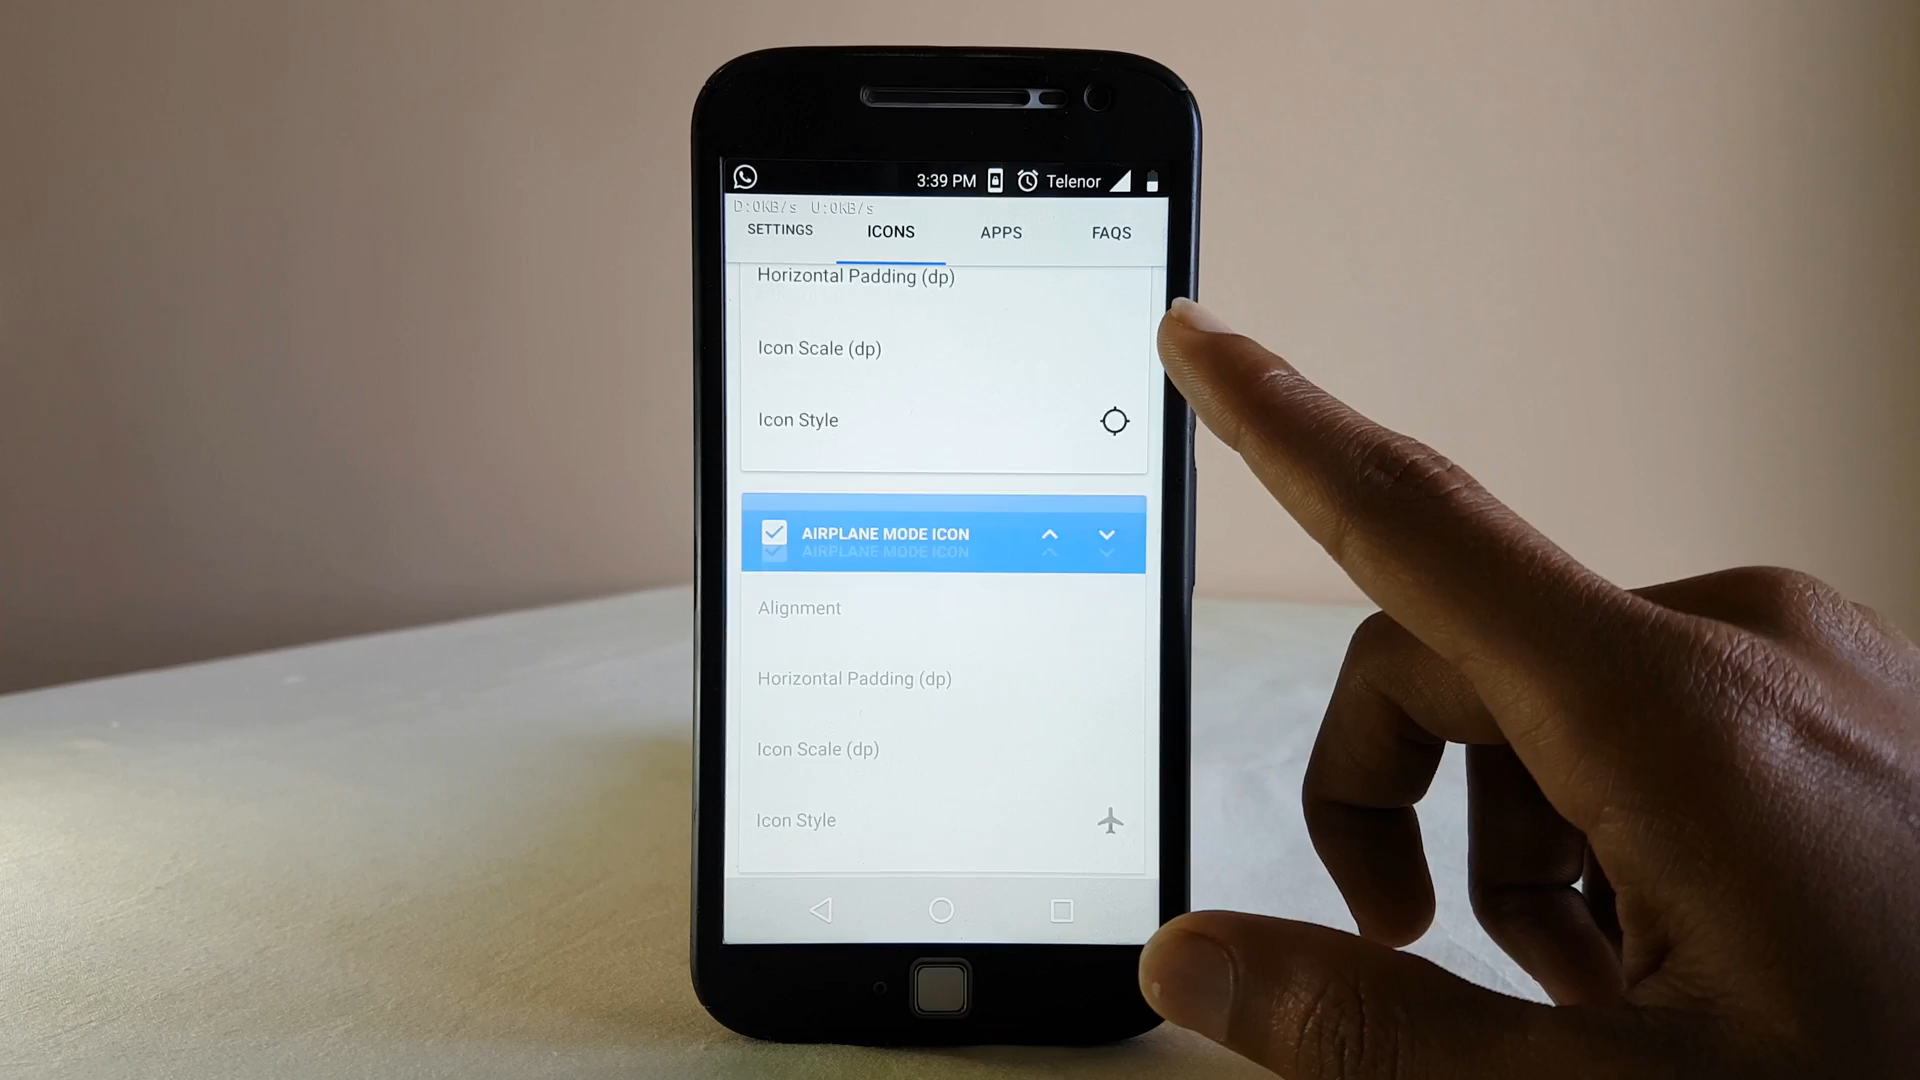 3:39 PM Telenor
D:0KB/s U:0KB/s
SETTINGS ICONS APPS FAQS
Horizontal Padding (dp)
Icon Scale (dp)
Icon Style
AIRPLANE MODE ICON
AIRPLANE MODE ICON
Alignment
Horizontal Padding (dp)
Icon Scale (dp)
Icon Style